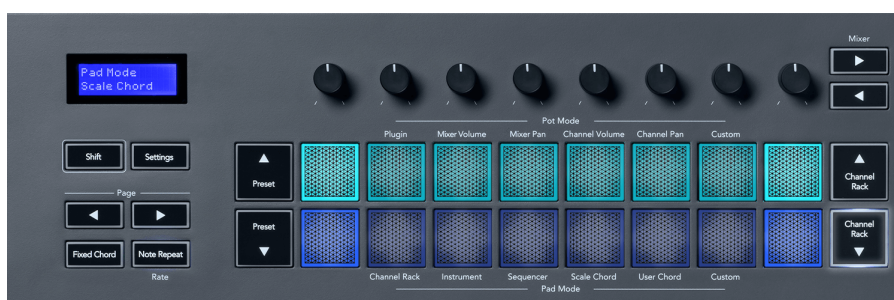 Mixer
Pad Mode
Scale Chord
Pot Mode
Plugin
Mixer Volume
Mixer Pan
Channel Volume
Channel Pan
Custom
Shift
Settings
Preset
Channel
Rack
Page
Preset
Channel
Rack
Fixed Chord
Note Repeat
Rate
Channel Rack
Instrument
Sequencer
Scale Chord
User Chord
Custom
Pad Mode